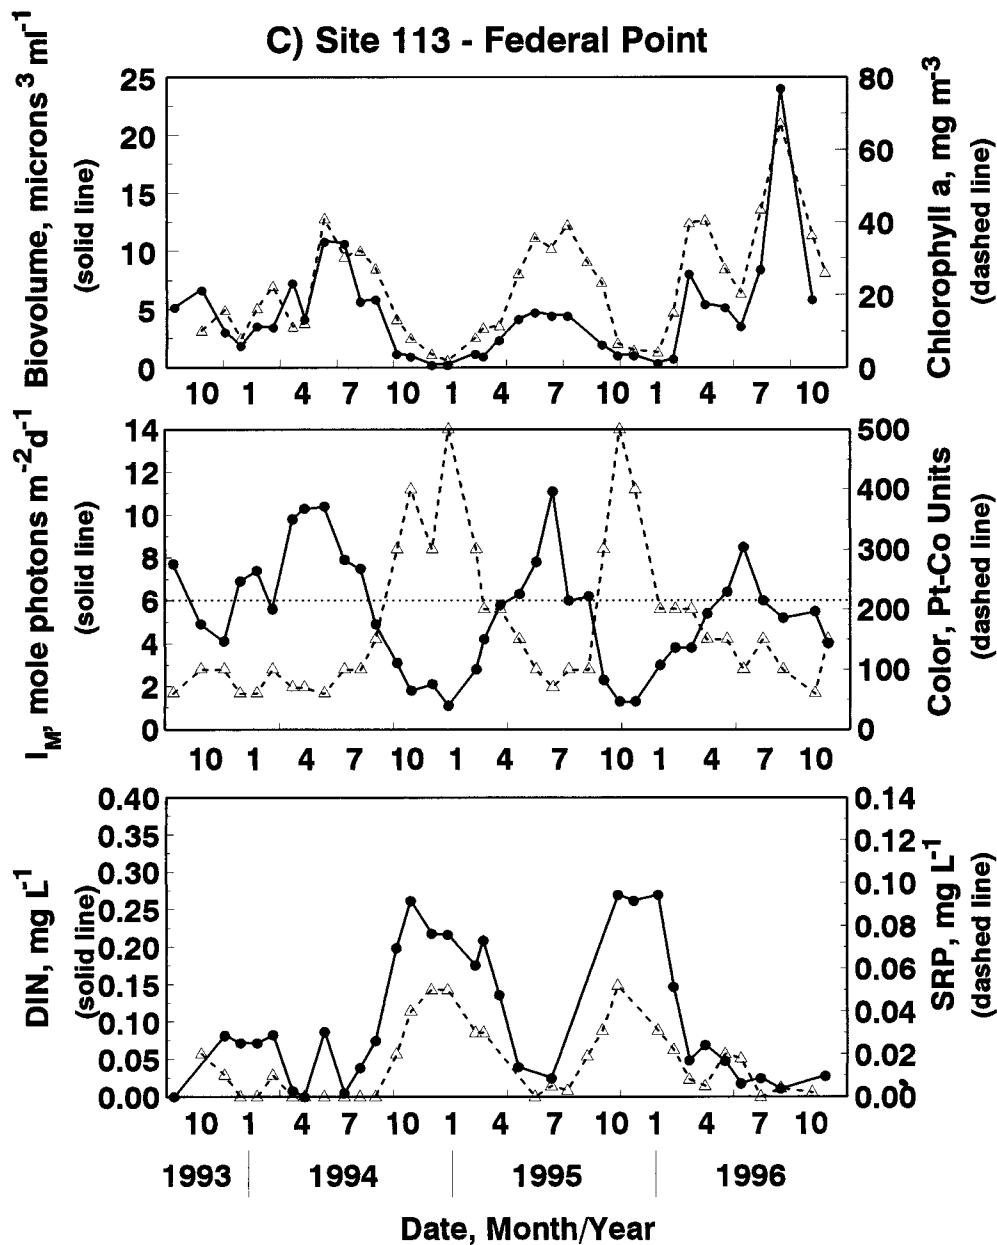 C) Site 113 - Federal Point
Biovolume, microns³ ml⁻¹
(solid line)
25
20
15
10
5
0
80
60
40
20
0
Chlorophyll a, mg m⁻³
(dashed line)
10 1 4 7 10 1 4 7 10 1 4 7 10
I_M, mole photons m⁻²d⁻¹
(solid line)
14
12
10
8
6
4
2
0
500
400
300
200
100
0
Color, Pt-Co Units
(dashed line)
10 1 4 7 10 1 4 7 10 1 4 7 10
DIN, mg L⁻¹
(solid line)
0.40
0.35
0.30
0.25
0.20
0.15
0.10
0.05
0.00
0.14
0.12
0.10
0.08
0.06
0.04
0.02
0.00
SRP, mg L⁻¹
(dashed line)
10 1 4 7 10 1 4 7 10 1 4 7 10
1993 1994 1995 1996
Date, Month/Year